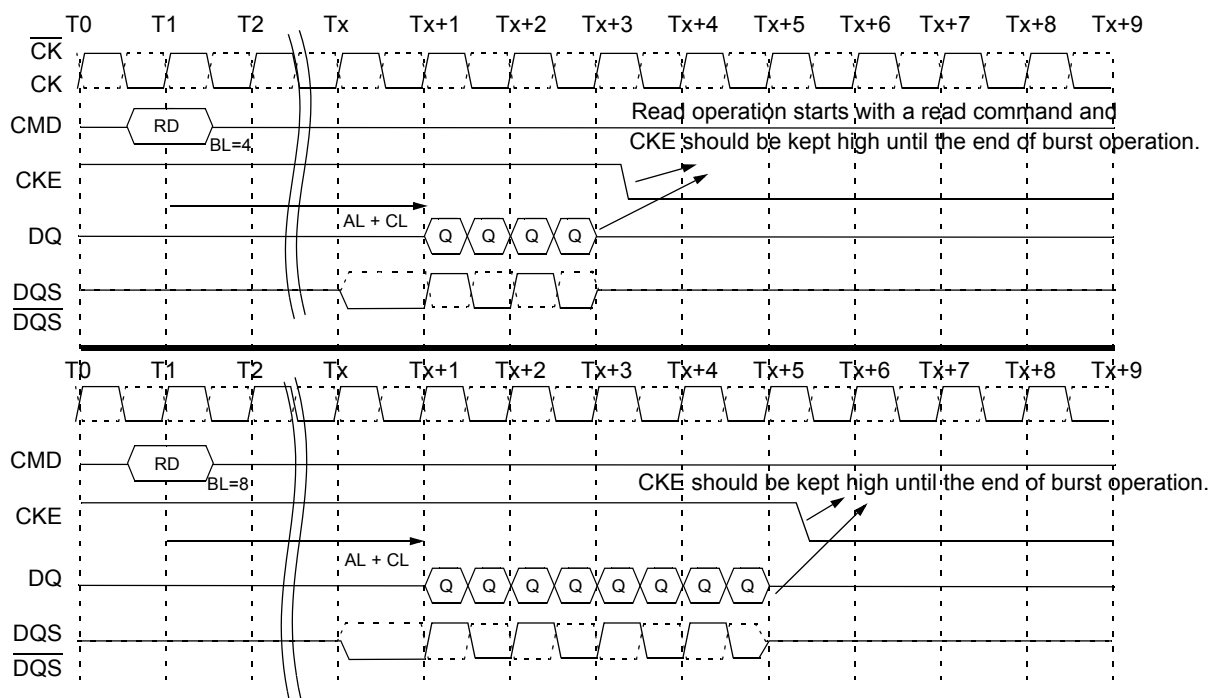 T0 T1 T2 Tx Tx+1 Tx+2 Tx+3 Tx+4 Tx+5 Tx+6 Tx+7 Tx+8 Tx+9
CK
CK
Read operation starts with a read command and
CMD RD
BL=4 CKE should be kept high until the end of burst operation.
CKE
AL + CL
DQ Q Q Q Q
DQS
DQS
T0 T1 T2 Tx Tx+1 Tx+2 Tx+3 Tx+4 Tx+5 Tx+6 Tx+7 Tx+8 Tx+9
CMD RD
BL=8 CKE should be kept high until the end of burst operation.
CKE
AL + CL
DQ Q Q Q Q Q Q Q Q
DQS
DQS